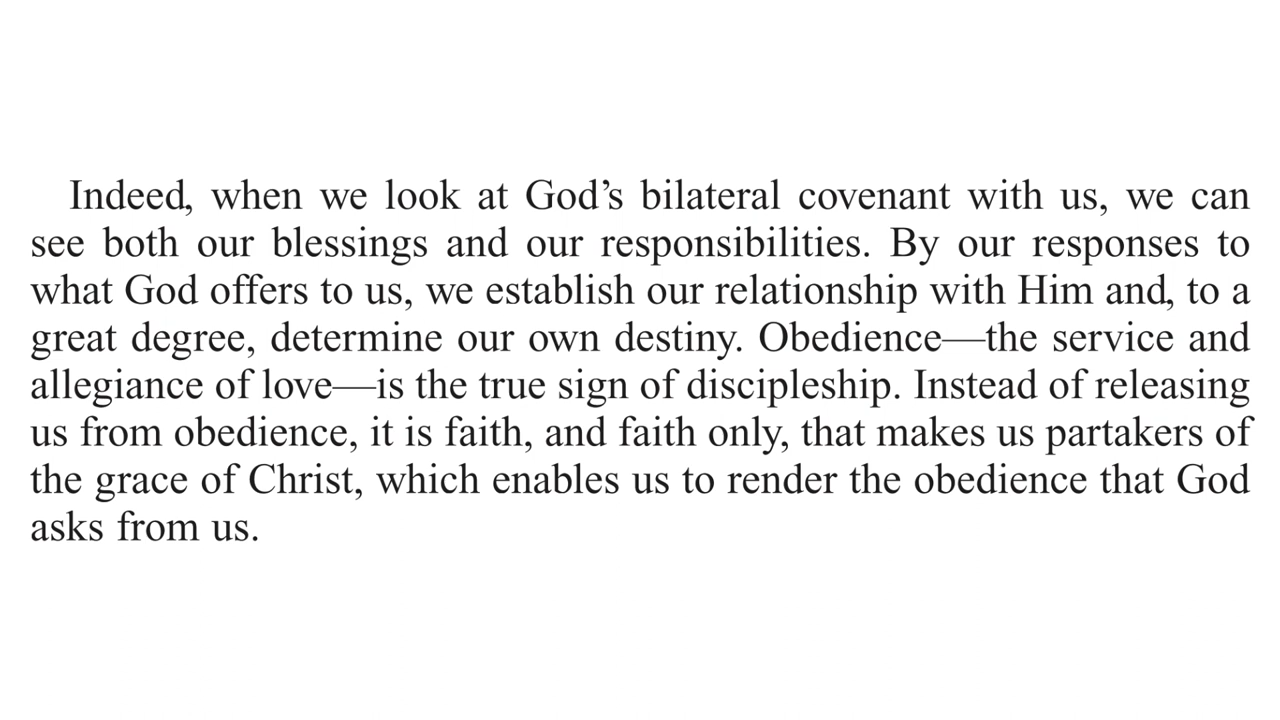 Indeed, when we look at God’s bilateral covenant with us, we can
see both our blessings and our responsibilities. By our responses to
what God offers to us, we establish our relationship with Him and, to a
great degree, determine our own destiny. Obedience—the service and
allegiance of love—is the true sign of discipleship. Instead of releasing
us from obedience, it is faith, and faith only, that makes us partakers of
the grace of Christ, which enables us to render the obedience that God
asks from us.